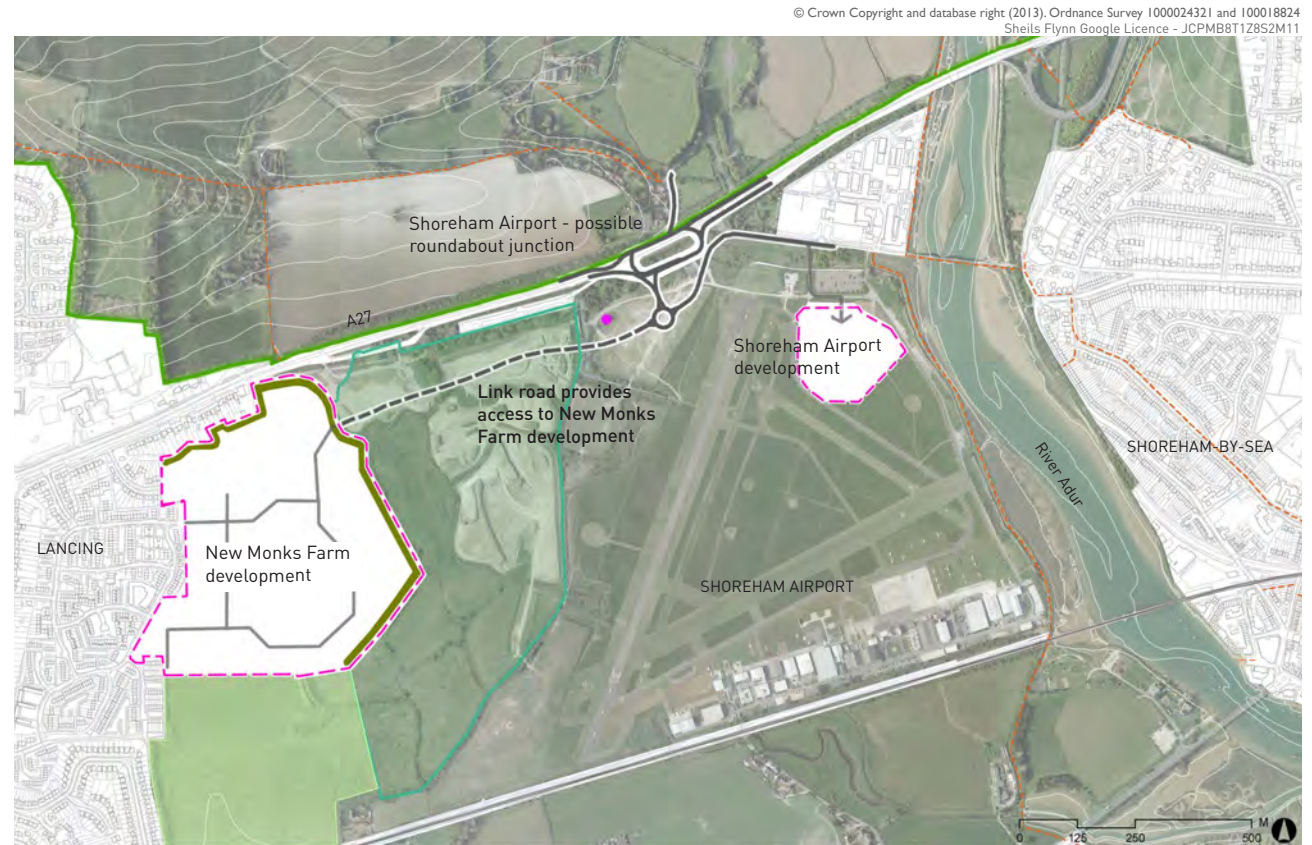 © Crown Copyright and database right (2013). Ordnance Survey 1000024321 and 100018824
Sheils Flynn Google Licence - JCPMB8T1Z8S2M11
Shoreham Airport - possible
roundabout junction
A27
Shoreham Airport
development
Link road provides
access to New Monks
Farm development
River Adur
SHOREHAM-BY-SEA
LANCING
New Monks Farm
development
SHOREHAM AIRPORT
M
0 125 250 500